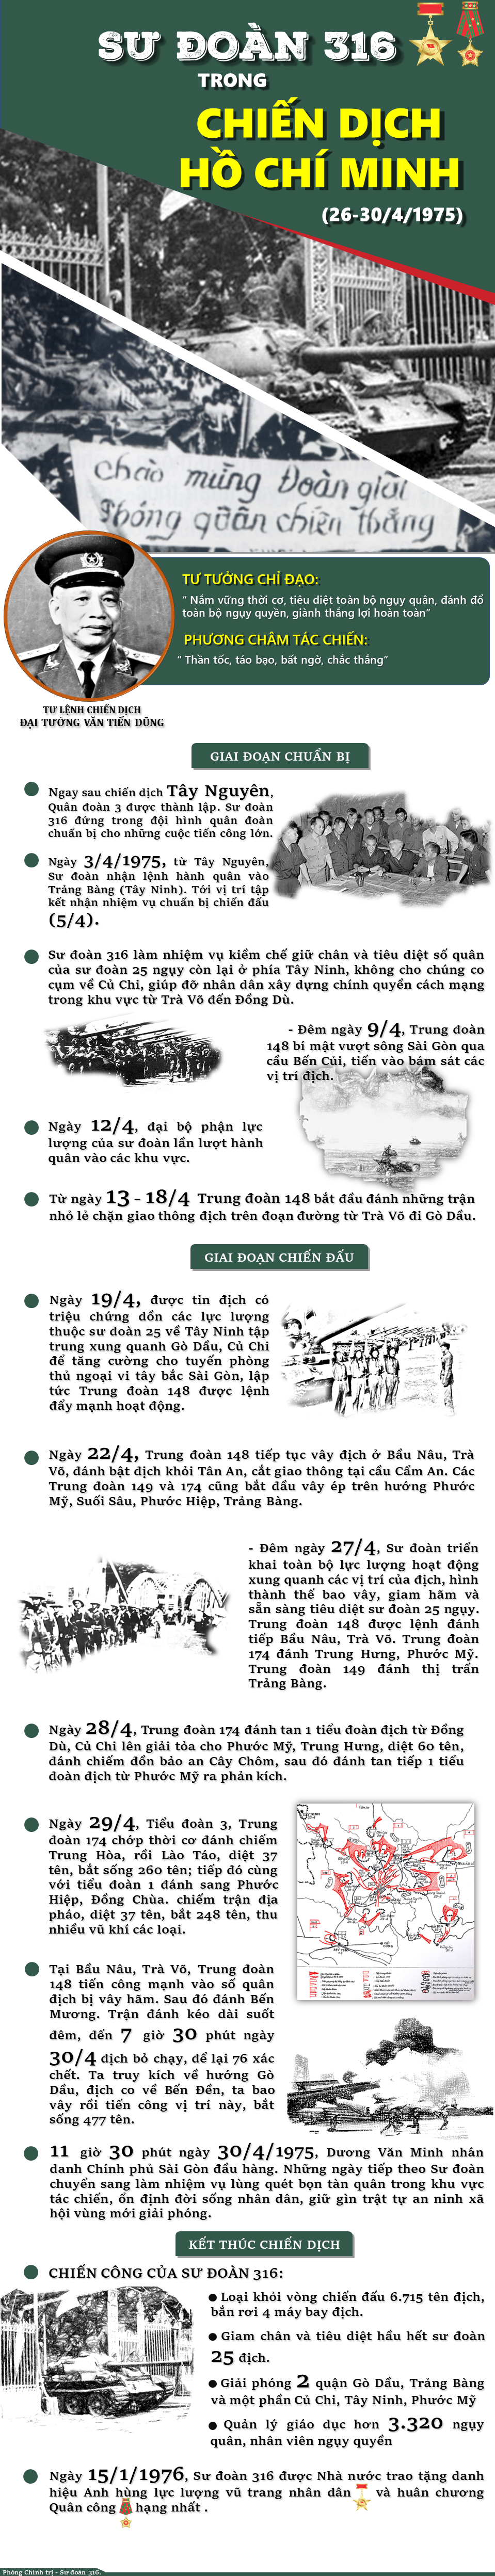 SƯ ĐOÀN 316
TRONG
CHIẾN DỊCH
HỒ CHÍ MINH
(26-30/4/1975)
chào mừng Đoàn giải
phóng quân chiến thắng
TƯ TƯỞNG CHỈ ĐẠO:
“ Nắm vững thời cơ, tiêu diệt toàn bộ ngụy quân, đánh đổ
toàn bộ ngụy quyền, giành thắng lợi hoàn toàn”
PHƯƠNG CHÂM TÁC CHIẾN:
“ Thần tốc, táo bạo, bất ngờ, chắc thắng”
TƯ LỆNH CHIẾN DỊCH
ĐẠI TƯỚNG VĂN TIẾN DŨNG
GIAI ĐOẠN CHUẨN BỊ
Ngay sau chiến dịch Tây Nguyên,
Quân đoàn 3 được thành lập. Sư đoàn
316 đứng trong đội hình quân đoàn
chuẩn bị cho những cuộc tiến công lớn.
Ngày 3/4/1975, từ Tây Nguyên,
Sư đoàn nhận lệnh hành quân vào
Trảng Bàng (Tây Ninh). Tới vị trí tập
kết nhận nhiệm vụ chuẩn bị chiến đấu
(5/4).
Sư đoàn 316 làm nhiệm vụ kiềm chế giữ chân và tiêu diệt số quân
của sư đoàn 25 ngụy còn lại ở phía Tây Ninh, không cho chúng co
cụm về Củ Chi, giúp đỡ nhân dân xây dựng chính quyền cách mạng
trong khu vực từ Trà Võ đến Đồng Dù.
- Đêm ngày 9/4, Trung đoàn
148 bí mật vượt sông Sài Gòn qua
cầu Bến Củi, tiến vào bám sát các
vị trí địch.
Ngày 12/4, đại bộ phận lực
lượng của sư đoàn lần lượt hành
quân vào các khu vực.
Từ ngày 13 – 18/4 Trung đoàn 148 bắt đầu đánh những trận
nhỏ lẻ chặn giao thông địch trên đoạn đường từ Trà Võ đi Gò Dầu.
GIAI ĐOẠN CHIẾN ĐẤU
Ngày 19/4, được tin địch có
triệu chứng dồn các lực lượng
thuộc sư đoàn 25 về Tây Ninh tập
trung xung quanh Gò Dầu, Củ Chi
để tăng cường cho tuyến phòng
thủ ngoại vi tây bắc Sài Gòn, lập
tức Trung đoàn 148 được lệnh
đẩy mạnh hoạt động.
Ngày 22/4, Trung đoàn 148 tiếp tục vây địch ở Bầu Nâu, Trà
Võ, đánh bật địch khỏi Tân An, cắt giao thông tại cầu Cẩm An. Các
Trung đoàn 149 và 174 cũng bắt đầu vây ép trên hướng Phước
Mỹ, Suối Sâu, Phước Hiệp, Trảng Bàng.
- Đêm ngày 27/4, Sư đoàn triển
khai toàn bộ lực lượng hoạt động
xung quanh các vị trí của địch, hình
thành thế bao vây, giam hãm và
sẵn sàng tiêu diệt sư đoàn 25 ngụy.
Trung đoàn 148 được lệnh đánh
tiếp Bầu Nâu, Trà Võ. Trung đoàn
174 đánh Trung Hưng, Phước Mỹ.
Trung đoàn 149 đánh thị trấn
Trảng Bàng.
Ngày 28/4, Trung đoàn 174 đánh tan 1 tiểu đoàn địch từ Đồng
Dù, Củ Chi lên giải tỏa cho Phước Mỹ, Trung Hưng, diệt 60 tên,
đánh chiếm đồn bảo an Cây Chôm, sau đó đánh tan tiếp 1 tiểu
đoàn địch từ Phước Mỹ ra phản kích.
Ngày 29/4, Tiểu đoàn 3, Trung
đoàn 174 chớp thời cơ đánh chiếm
Trung Hòa, rồi Lào Táo, diệt 37
tên, bắt sống 260 tên; tiếp đó cùng
với tiểu đoàn 1 đánh sang Phước
Hiệp, Đồng Chùa. chiếm trận địa
pháo, diệt 37 tên, bắt 248 tên, thu
nhiều vũ khí các loại.
Tại Bầu Nâu, Trà Võ, Trung đoàn
148 tiến công mạnh vào số quân
địch bị vây hãm. Sau đó đánh Bến
Mương. Trận đánh kéo dài suốt
đêm, đến 7 giờ 30 phút ngày
30/4 địch bỏ chạy, để lại 76 xác
chết. Ta truy kích về hướng Gò
Dầu, địch co về Bến Đền, ta bao
vây rồi tiến công vị trí này, bắt
sống 477 tên.
11 giờ 30 phút ngày 30/4/1975, Dương Văn Minh nhân
danh Chính phủ Sài Gòn đầu hàng. Những ngày tiếp theo Sư đoàn
chuyển sang làm nhiệm vụ lùng quét bọn tàn quân trong khu vực
tác chiến, ổn định đời sống nhân dân, giữ gìn trật tự an ninh xã
hội vùng mới giải phóng.
KẾT THÚC CHIẾN DỊCH
CHIẾN CÔNG CỦA SƯ ĐOÀN 316:
Loại khỏi vòng chiến đấu 6.715 tên địch,
bắn rơi 4 máy bay địch.
Giam chân và tiêu diệt hầu hết sư đoàn
25 địch.
Giải phóng 2 quận Gò Dầu, Trảng Bàng
và một phần Củ Chi, Tây Ninh, Phước Mỹ
Quản lý giáo dục hơn 3.320 ngụy
quân, nhân viên ngụy quyền
Ngày 15/1/1976, Sư đoàn 316 được Nhà nước trao tặng danh
hiệu Anh hùng lực lượng vũ trang nhân dân và huân chương
Quân công hạng nhất .
Phòng Chính trị - Sư đoàn 316.